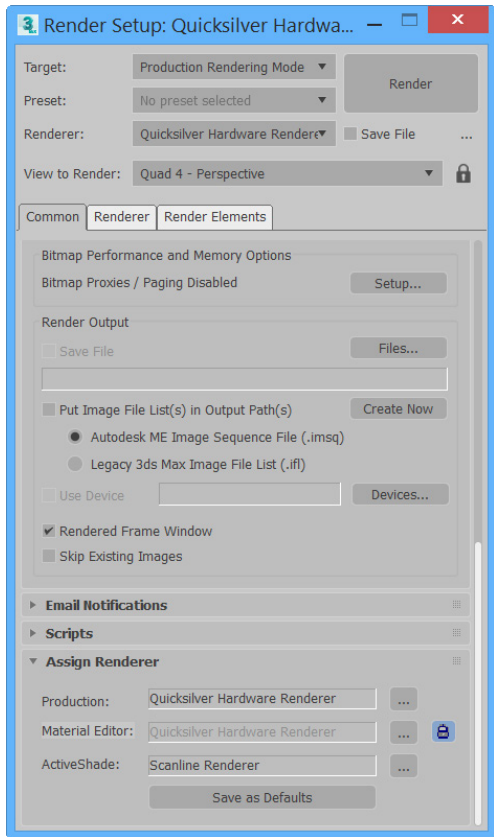 Render Setup: Quicksilver Hardwa...
Target: Production Rendering Mode
Render
Preset: No preset selected
Renderer: Quicksilver Hardware Rendere
Save File ...
View to Render: Quad 4 - Perspective
Common Renderer Render Elements
Bitmap Performance and Memory Options
Bitmap Proxies / Paging Disabled Setup...
Render Output
Save File Files...
Put Image File List(s) in Output Path(s) Create Now
Autodesk ME Image Sequence File (.imsq)
Legacy 3ds Max Image File List (.ifl)
Use Device Devices...
Rendered Frame Window
Skip Existing Images
Email Notifications
Scripts
Assign Renderer
Production: Quicksilver Hardware Renderer ...
Material Editor: Quicksilver Hardware Renderer ...
ActiveShade: Scanline Renderer ...
Save as Defaults